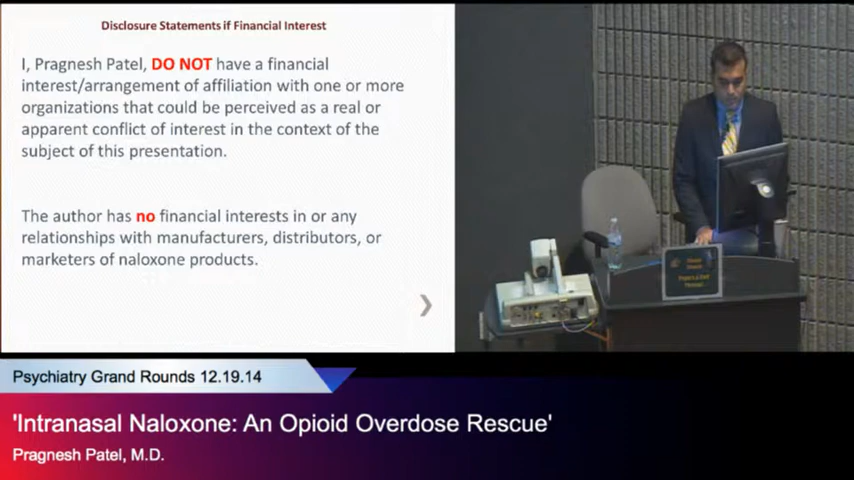 Disclosure Statements if Financial Interest
I, Pragnesh Patel, DO NOT have a financial
interest/arrangement of affiliation with one or more
organizations that could be perceived as a real or
apparent conflict of interest in the context of the
subject of this presentation.
The author has no financial interests in or any
relationships with manufacturers, distributors, or
marketers of naloxone products.
Psychiatry Grand Rounds 12.19.14
'Intranasal Naloxone: An Opioid Overdose Rescue'
Pragnesh Patel, M.D.